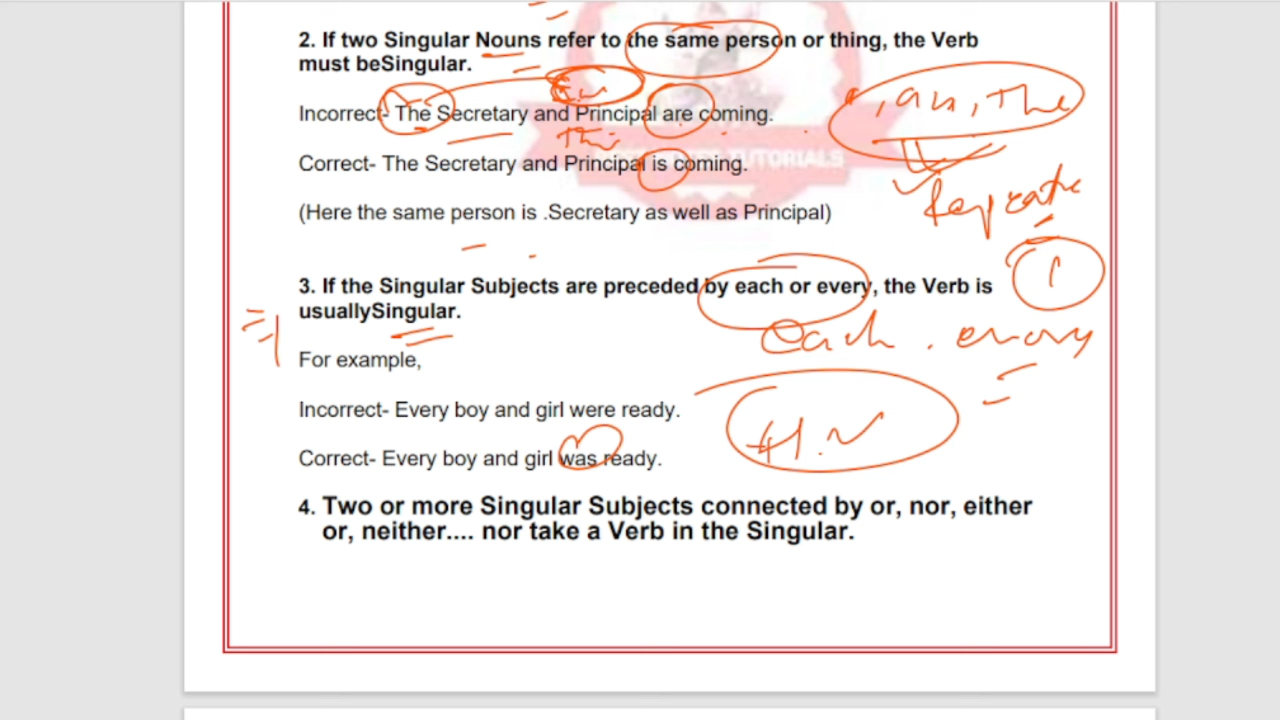 2. If two Singular Nouns refer to the same person or thing, the Verb
must beSingular.
Incorrect- The Secretary and Principal are coming.
, an, The
Correct- The Secretary and Principal is coming.
TUTORIALS
(Here the same person is .Secretary as well as Principal)
3. If the Singular Subjects are preceded by each or every, the Verb is
usuallySingular.
each . every
For example,
Incorrect- Every boy and girl were ready.
H.V
Correct- Every boy and girl was ready.
4. Two or more Singular Subjects connected by or, nor, either
or, neither.... nor take a Verb in the Singular.